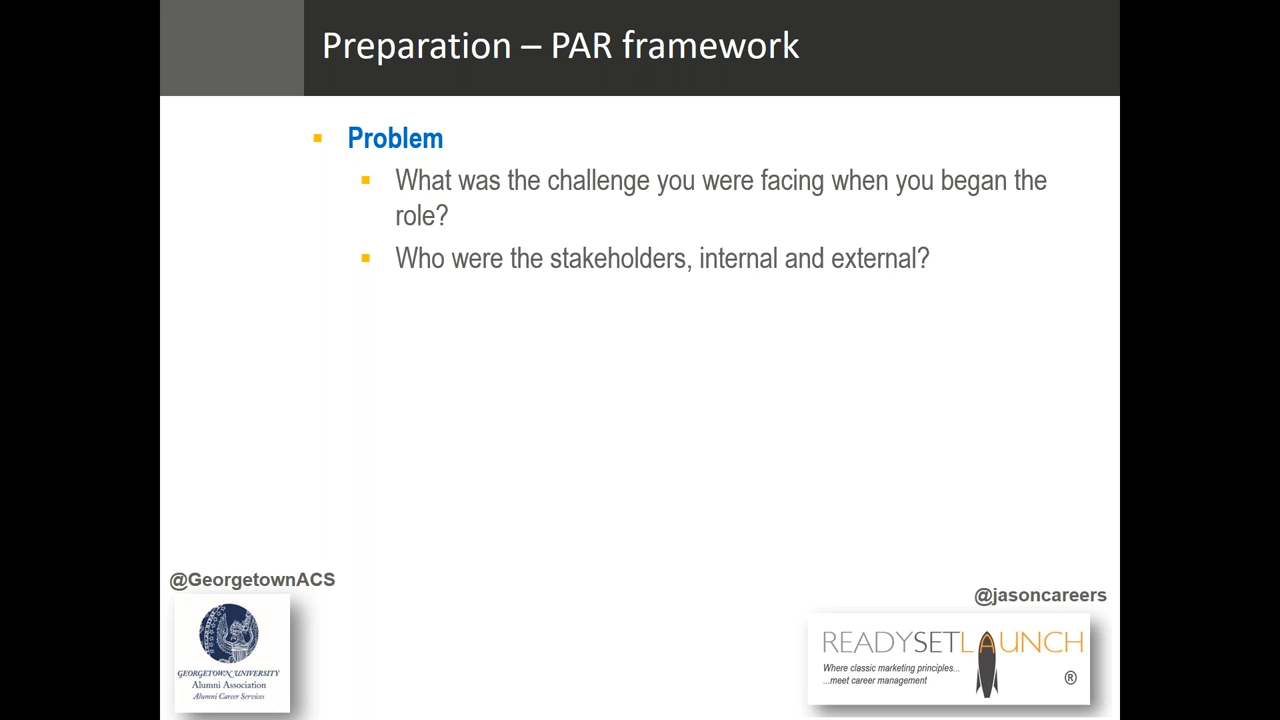 Preparation – PAR framework
Problem
What was the challenge you were facing when you began the
role?
Who were the stakeholders, internal and external?
@GeorgetownACS
GEORGETOWN UNIVERSITY
Alumni Association
Alumni Career Services
@jasoncareers
READYSETLAUNCH
Where classic marketing principles...
...meet career management
®